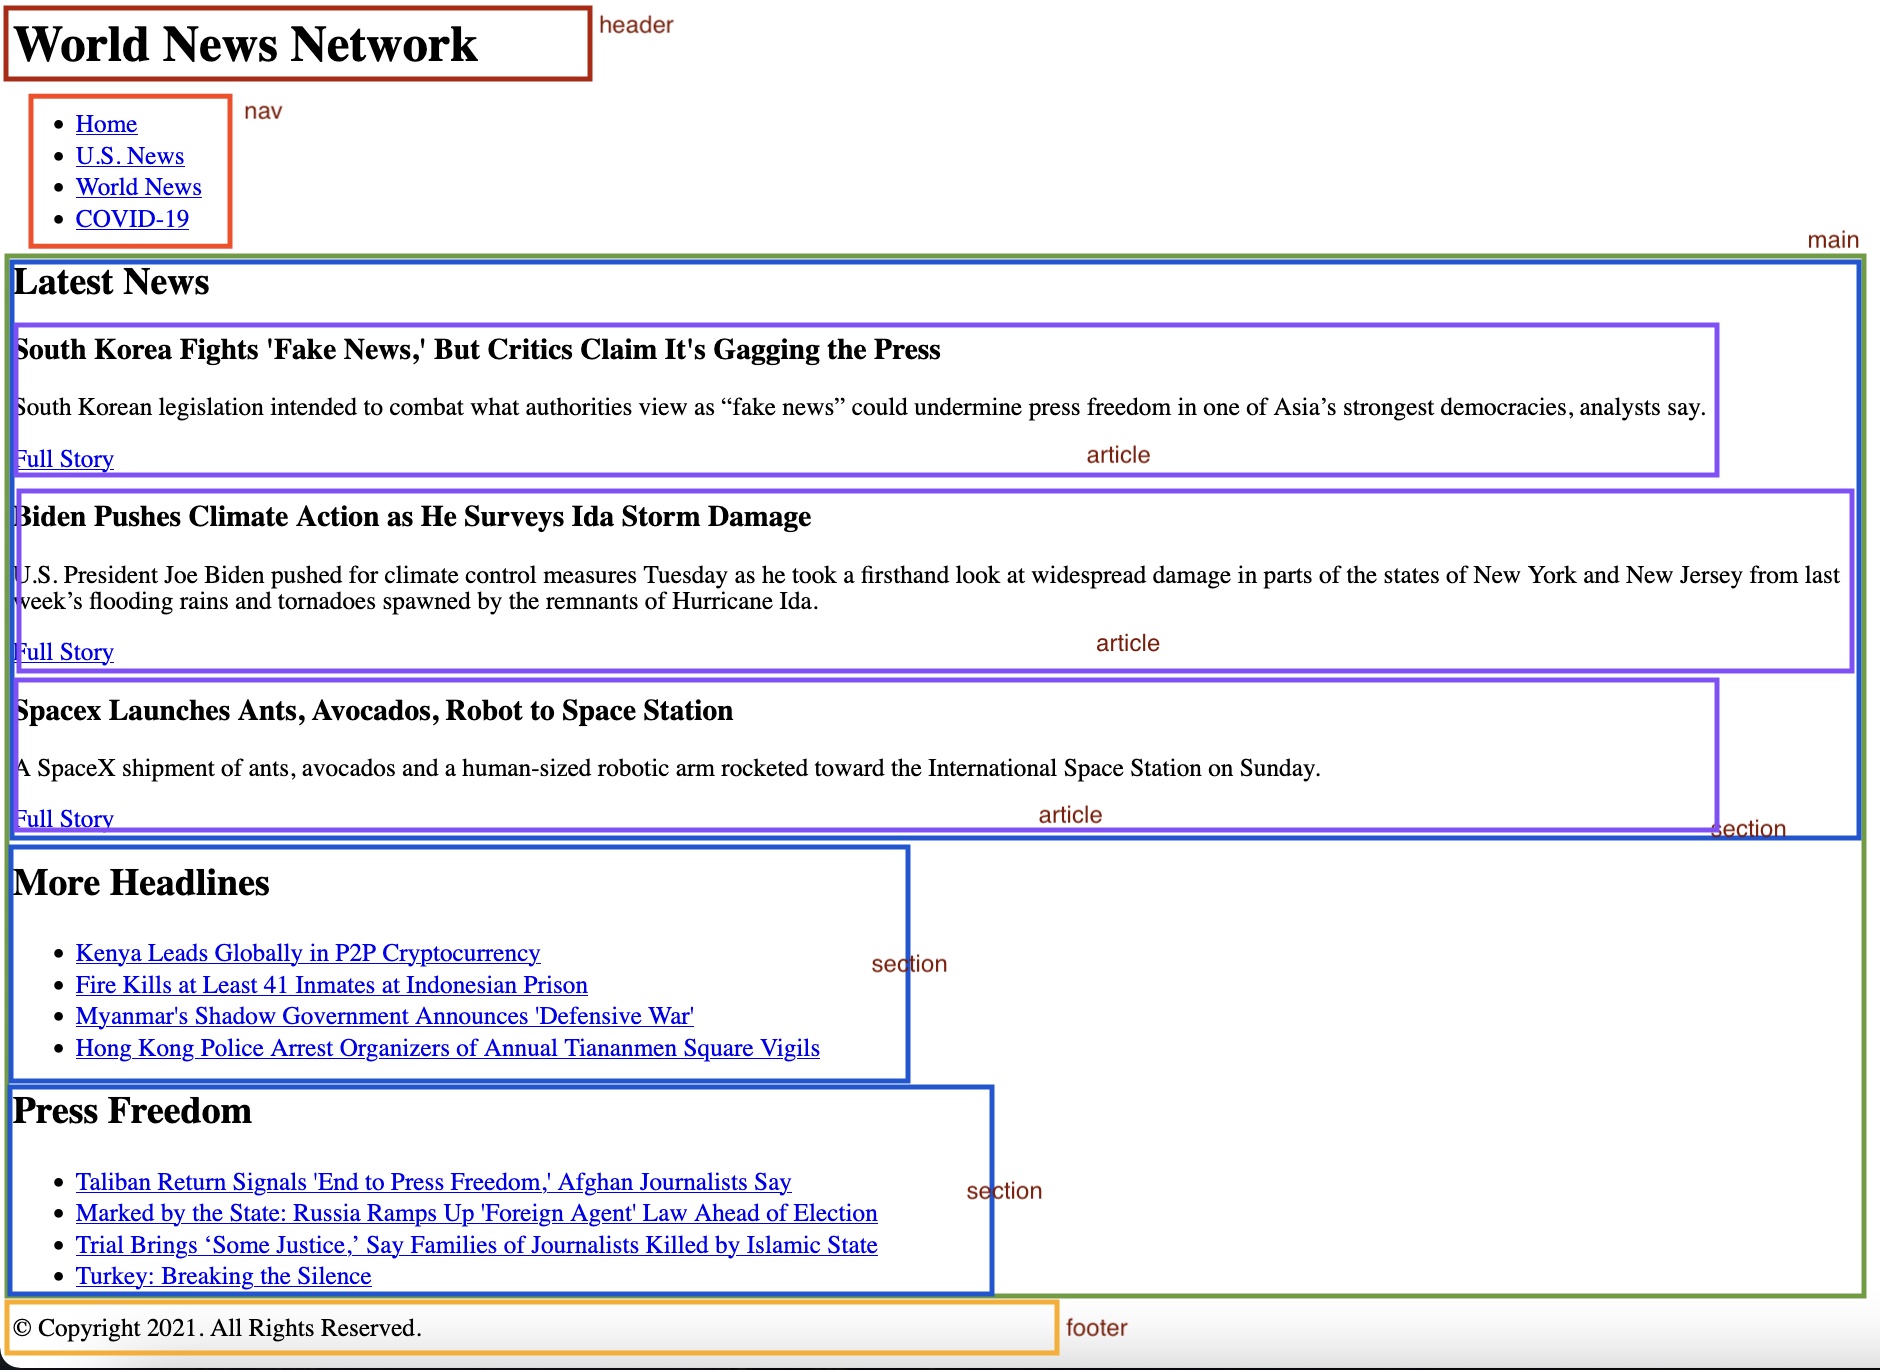 World News Network
header
nav
Home
U.S. News
World News
COVID-19
main
Latest News
South Korea Fights 'Fake News,' But Critics Claim It's Gagging the Press
South Korean legislation intended to combat what authorities view as “fake news” could undermine press freedom in one of Asia’s strongest democracies, analysts say.
Full Story
article
Biden Pushes Climate Action as He Surveys Ida Storm Damage
U.S. President Joe Biden pushed for climate control measures Tuesday as he took a firsthand look at widespread damage in parts of the states of New York and New Jersey from last
week’s flooding rains and tornadoes spawned by the remnants of Hurricane Ida.
Full Story
article
Spacex Launches Ants, Avocados, Robot to Space Station
A SpaceX shipment of ants, avocados and a human-sized robotic arm rocketed toward the International Space Station on Sunday.
Full Story
article
section
More Headlines
Kenya Leads Globally in P2P Cryptocurrency
section
Fire Kills at Least 41 Inmates at Indonesian Prison
Myanmar's Shadow Government Announces 'Defensive War'
Hong Kong Police Arrest Organizers of Annual Tiananmen Square Vigils
Press Freedom
Taliban Return Signals 'End to Press Freedom,' Afghan Journalists Say
section
Marked by the State: Russia Ramps Up 'Foreign Agent' Law Ahead of Election
Trial Brings ‘Some Justice,’ Say Families of Journalists Killed by Islamic State
Turkey: Breaking the Silence
© Copyright 2021. All Rights Reserved.
footer